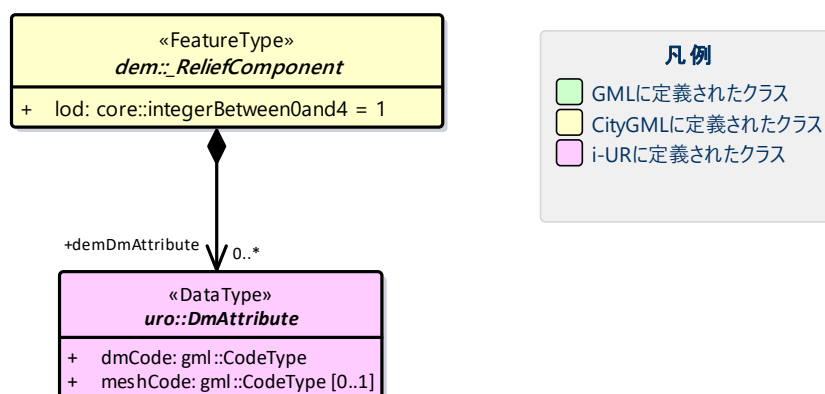 «FeatureType»
dem::_ReliefComponent
+ lod: core::integerBetween0and4 = 1
+demDmAttribute
0..*
«DataType»
uro::DmAttribute
+ dmCode: gml::CodeType
+ meshCode: gml::CodeType [0..1]
凡例
GMLに定義されたクラス
CityGMLに定義されたクラス
i-URに定義されたクラス